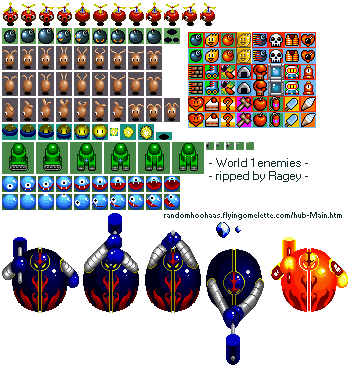 - World 1 enemies -
- ripped by Ragey -
randomhoohaas.flyingomelette.com/hub-Main.htm